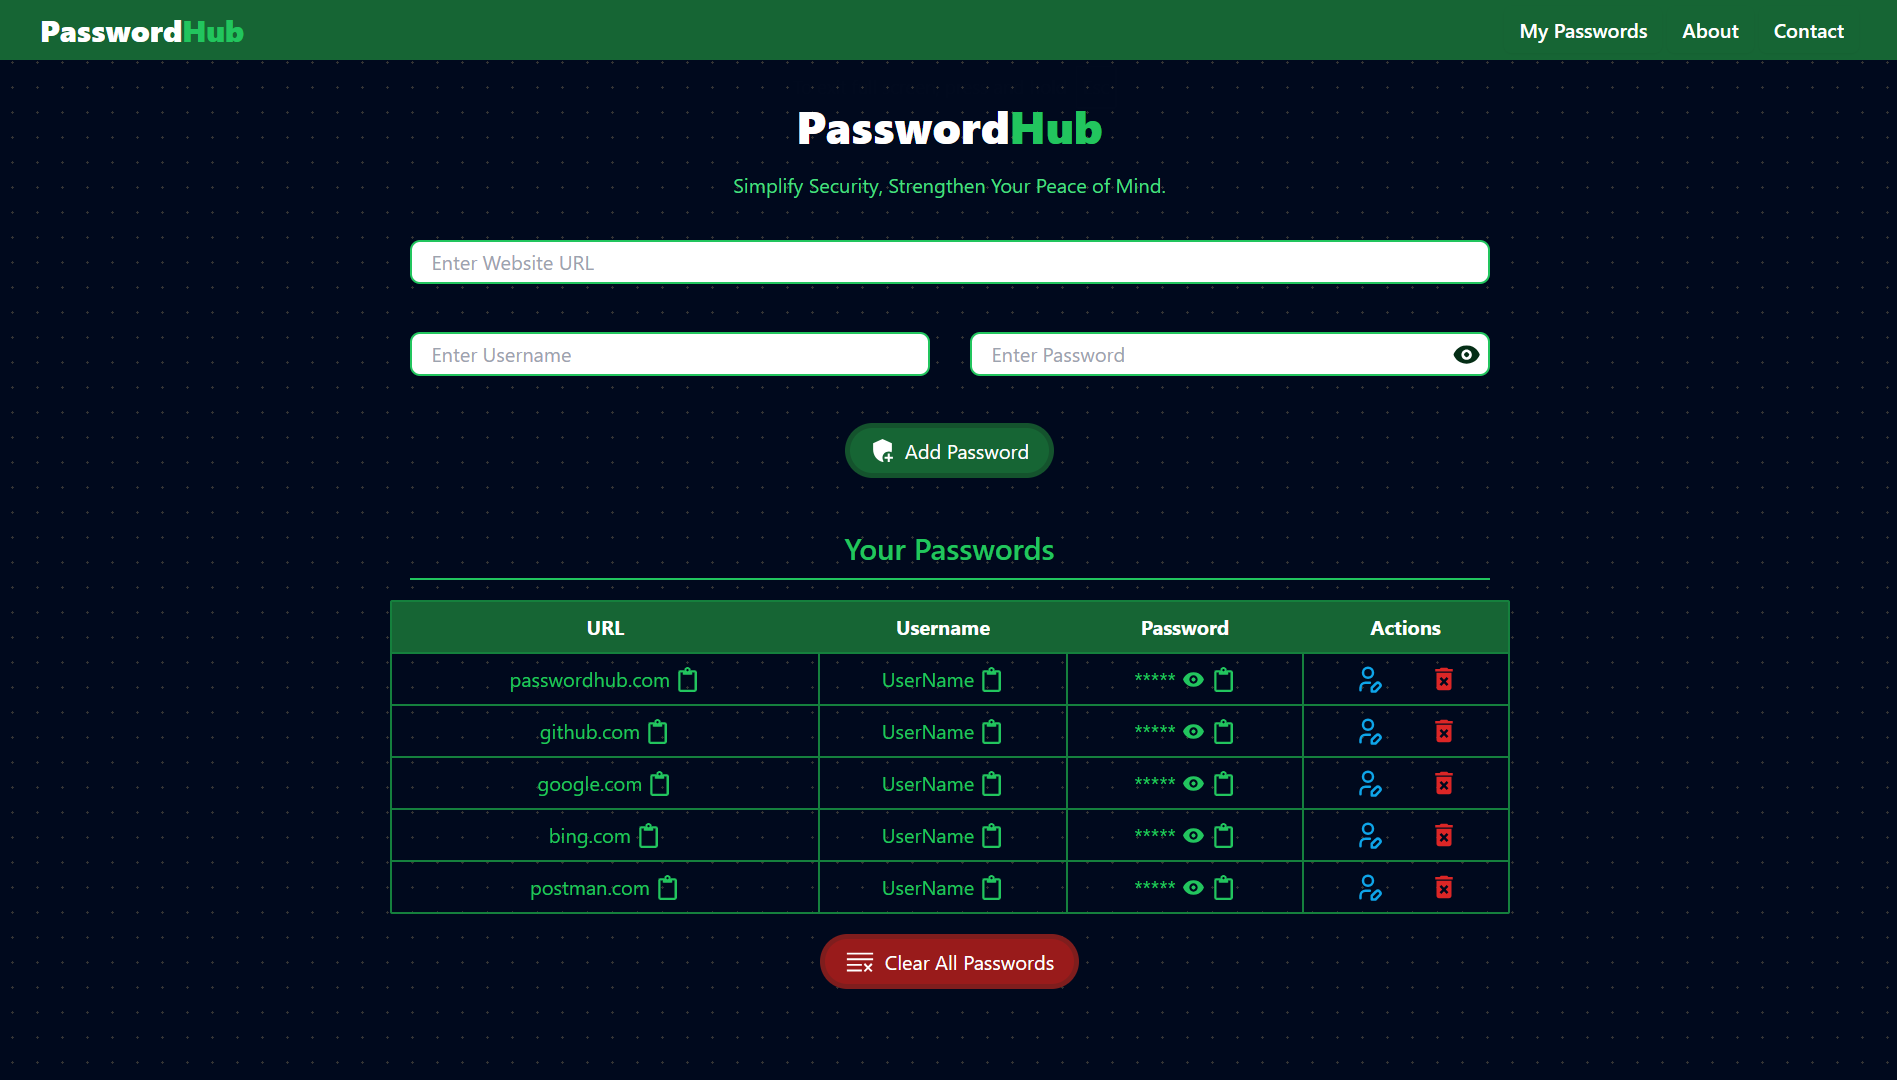 PasswordHub My Passwords About Contact
PasswordHub
Simplify Security, Strengthen Your Peace of Mind.
Enter Website URL
Enter Username Enter Password
Add Password
Your Passwords
URL Username Password Actions
passwordhub.com UserName *****
github.com UserName *****
google.com UserName *****
bing.com UserName *****
postman.com UserName *****
Clear All Passwords